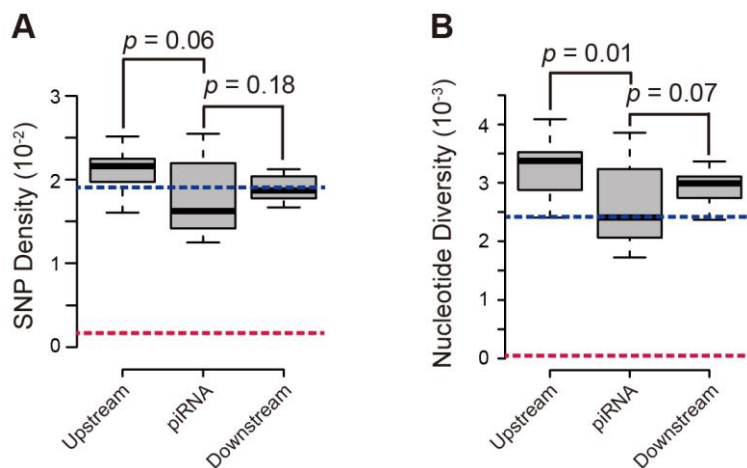 A
p = 0.06
p = 0.18
SNP Density (10⁻²)
3
2
1
0
Upstream
piRNA
Downstream
B
p = 0.01
p = 0.07
Nucleotide Diversity (10⁻³)
4
3
2
1
0
Upstream
piRNA
Downstream